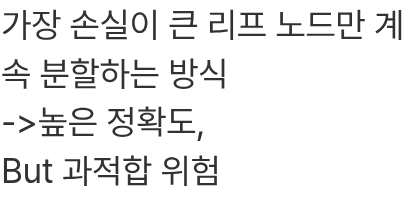 가장 손실이 큰 리프 노드만 계
속 분할하는 방식
->높은 정확도,
But 과적합 위험